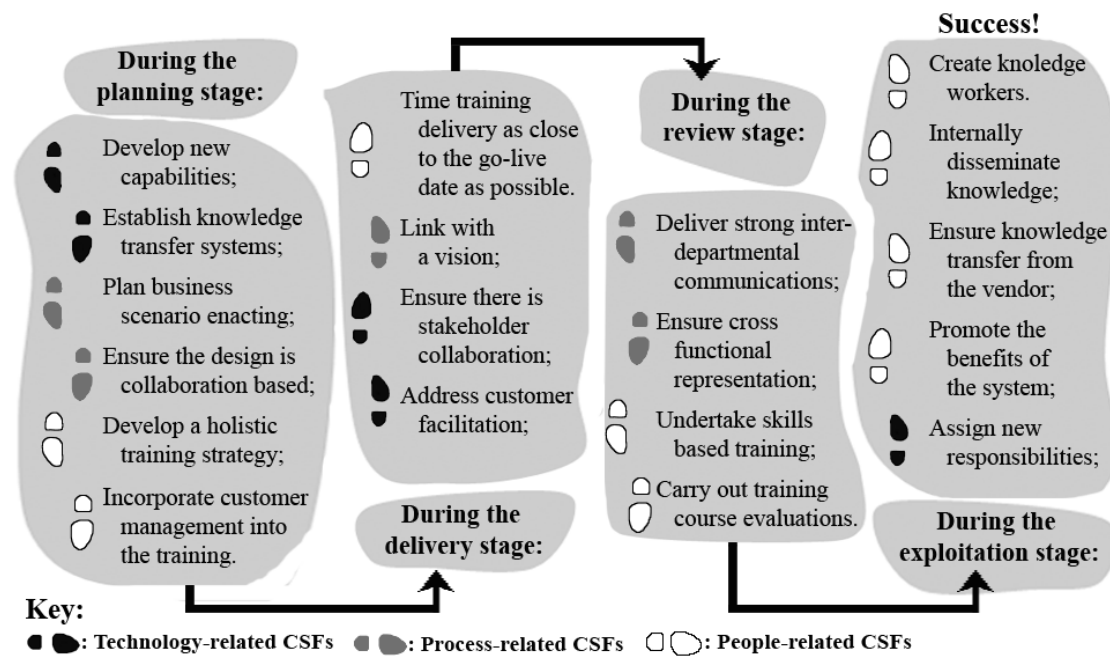 During the
planning stage:
Develop new
capabilities;
Establish knowledge
transfer systems;
Plan business
scenario enacting;
Ensure the design is
collaboration based;
Develop a holistic
training strategy;
Incorporate customer
management into
the training.
Time training
delivery as close
to the go-live
date as possible.
Link with
a vision;
Ensure there is
stakeholder
collaboration;
Address customer
facilitation;
During the
delivery stage:
During the
review stage:
Deliver strong inter-
departmental
communications;
Ensure cross
functional
representation;
Undertake skills
based training;
Carry out training
course evaluations.
Success!
Create knoledge
workers.
Internally
disseminate
knowledge;
Ensure knowledge
transfer from
the vendor;
Promote the
benefits of
the system;
Assign new
responsibilities;
During the
exploitation stage:
Key:
: Technology-related CSFs : Process-related CSFs : People-related CSFs